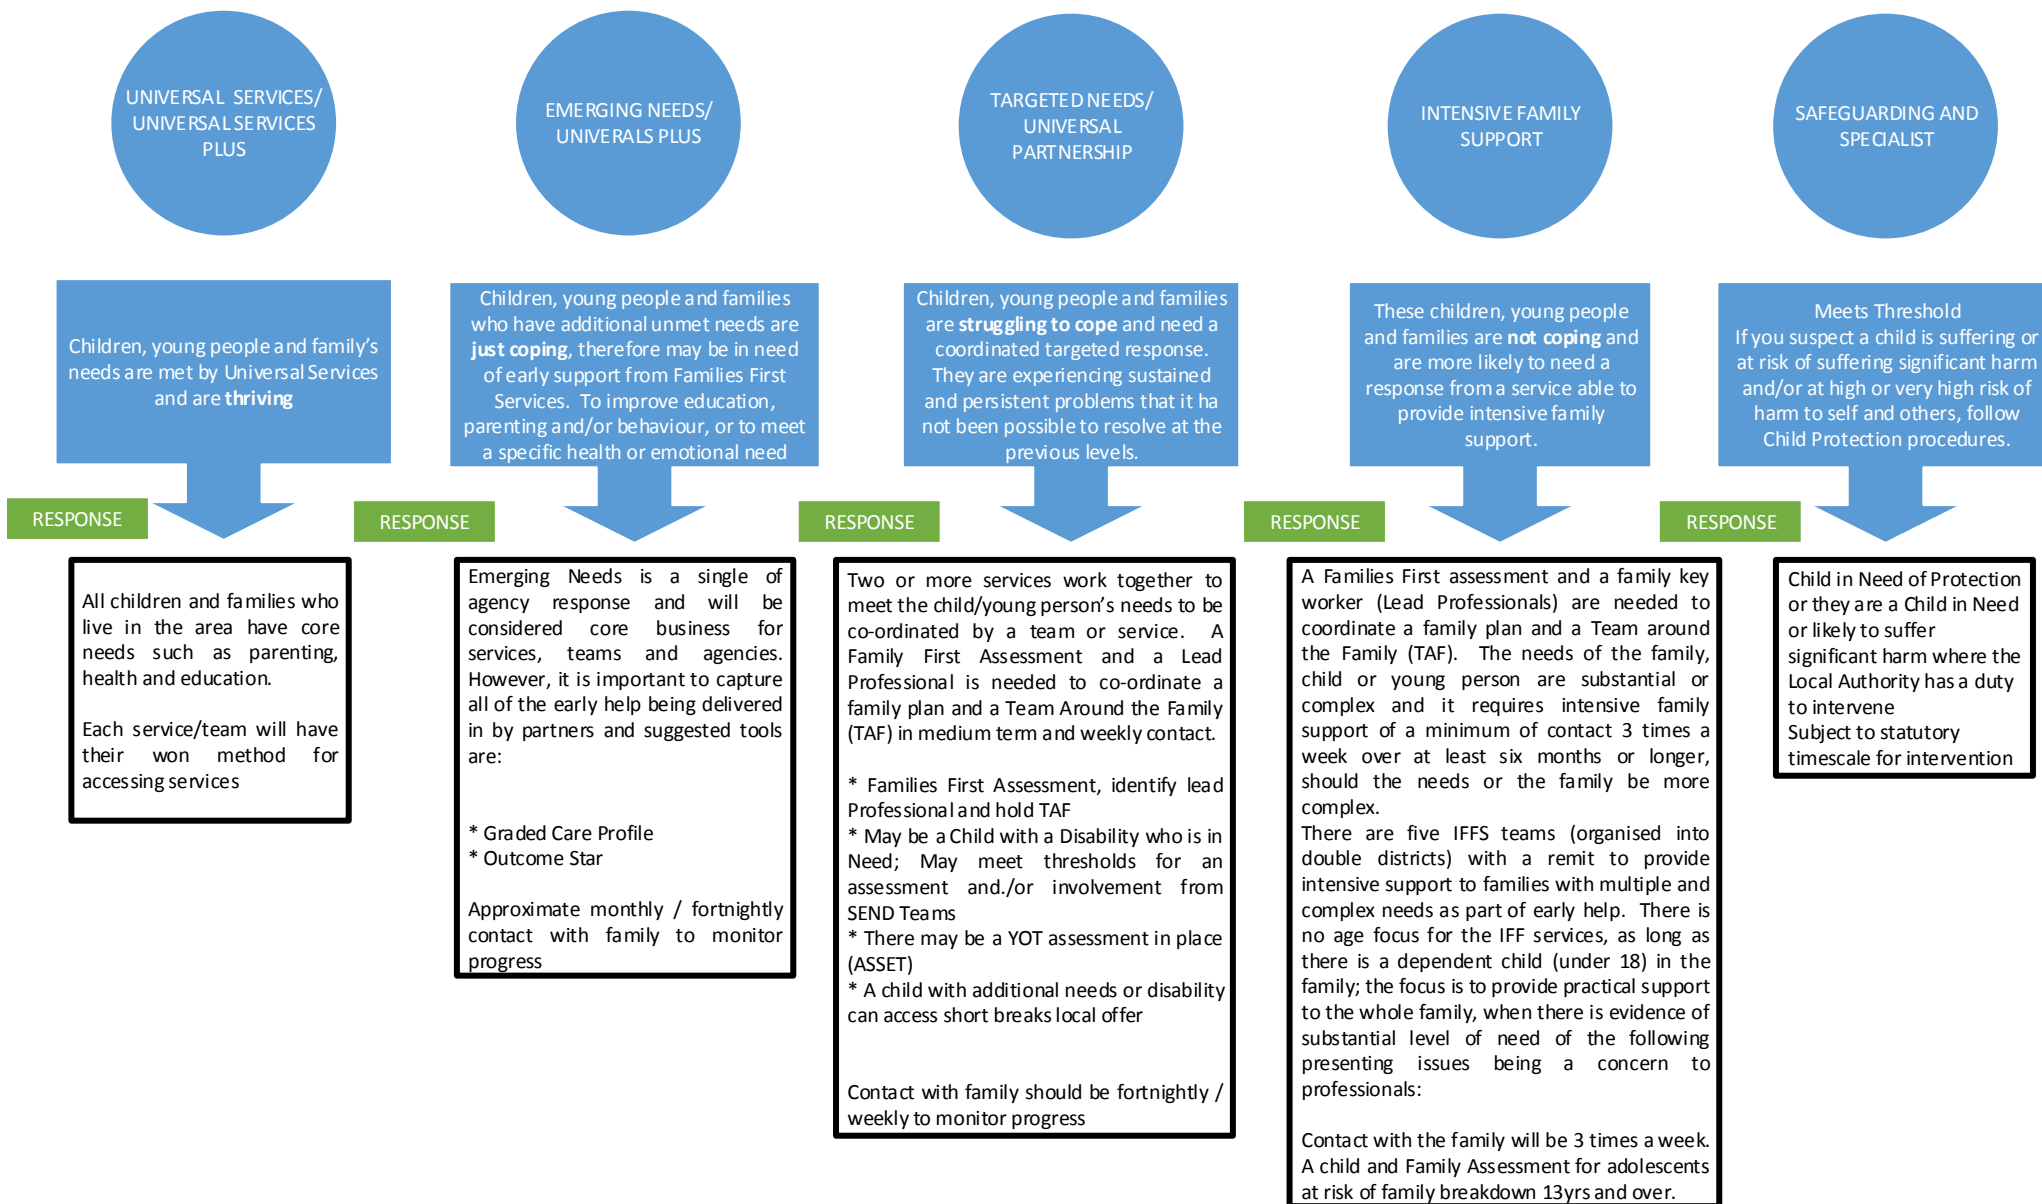 UNIVERSAL SERVICES/
UNIVERSAL SERVICES
PLUS
EMERGING NEEDS/
UNIVERALS PLUS
TARGETED NEEDS/
UNIVERSAL
PARTNERSHIP
INTENSIVE FAMILY
SUPPORT
SAFEGUARDING AND
SPECIALIST
Children, young people and family's
needs are met by Universal Services
and are thriving
Children, young people and families
who have additional unmet needs are
just coping, therefore may be in need
of early support from Families First
Services. To improve education,
parenting and/or behaviour, or to meet
a specific health or emotional need
Children, young people and families
are struggling to cope and need a
coordinated targeted response.
They are experiencing sustained
and persistent problems that it ha
not been possible to resolve at the
previous levels.
These children, young people
and families are not coping and
are more likely to need a
response from a service able to
provide intensive family
support.
Meets Threshold
If you suspect a child is suffering or
at risk of suffering significant harm
and/or at high or very high risk of
harm to self and others, follow
Child Protection procedures.
RESPONSE
RESPONSE
RESPONSE
RESPONSE
RESPONSE
All children and families who
live in the area have core
needs such as parenting,
health and education.
Each service/team will have
their won method for
accessing services
Emerging Needs is a single of
agency response and will be
considered core business for
services, teams and agencies.
However, it is important to capture
all of the early help being delivered
in by partners and suggested tools
are:
* Graded Care Profile
* Outcome Star
Approximate monthly / fortnightly
contact with family to monitor
progress
Two or more services work together to
meet the child/young person's needs to be
co-ordinated by a team or service. A
Family First Assessment and a Lead
Professional is needed to co-ordinate a
family plan and a Team Around the Family
(TAF) in medium term and weekly contact.
* Families First Assessment, identify lead
Professional and hold TAF
* May be a Child with a Disability who is in
Need; May meet thresholds for an
assessment and./or involvement from
SEND Teams
* There may be a YOT assessment in place
(ASSET)
* A child with additional needs or disability
can access short breaks local offer
Contact with family should be fortnightly /
weekly to monitor progress
A Families First assessment and a family key
worker (Lead Professionals) are needed to
coordinate a family plan and a Team around
the Family (TAF). The needs of the family,
child or young person are substantial or
complex and it requires intensive family
support of a minimum of contact 3 times a
week over at least six months or longer,
should the needs or the family be more
complex.
There are five IFFS teams (organised into
double districts) with a remit to provide
intensive support to families with multiple and
complex needs as part of early help. There is
no age focus for the IFF services, as long as
there is a dependent child (under 18) in the
family; the focus is to provide practical support
to the whole family, when there is evidence of
substantial level of need of the following
presenting issues being a concern to
professionals:
Contact with the family will be 3 times a week.
A child and Family Assessment for adolescents
at risk of family breakdown 13yrs and over.
Child in Need of Protection
or they are a Child in Need
or likely to suffer
significant harm where the
Local Authority has a duty
to intervene
Subject to statutory
timescale for intervention